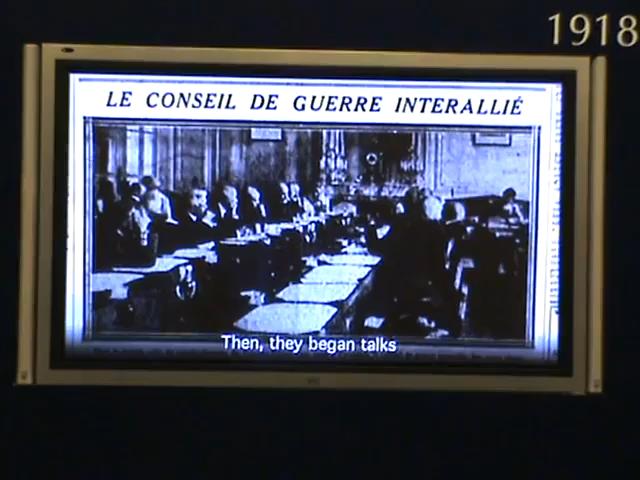 1918
LE CONSEIL DE GUERRE INTERALLIÉ
Then, they began talks